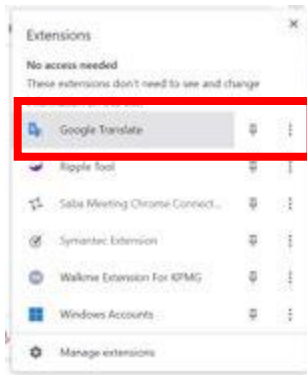 Extensions
No access needed
These extensions don't need to see and change
Google Translate
Ripple Tool
Saba Meeting Chrome Connect...
Symantec Extension
Walkme Extension For KPMG
Windows Accounts
Manage extensions